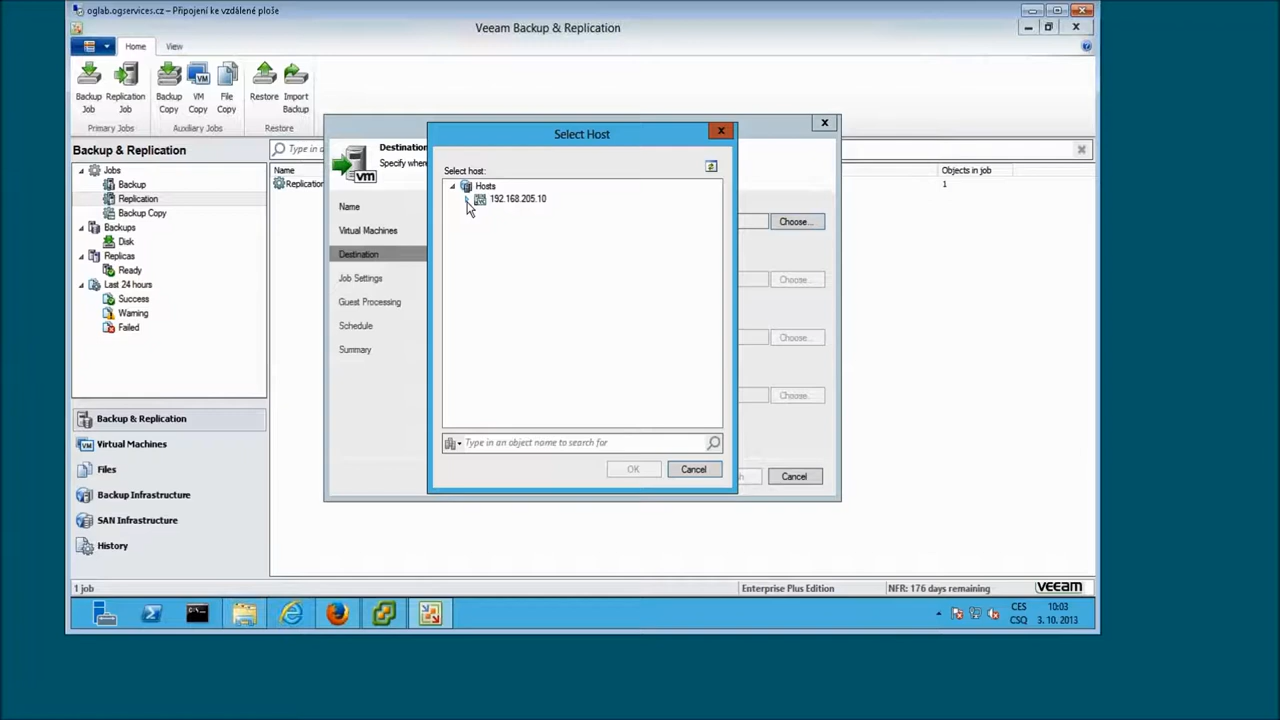 oglab.ogservices.cz – Připojení ke vzdálené ploše
Veeam Backup & Replication
Home
View
Backup
Job
Replication
Job
Backup
Copy
VM
Copy
File
Copy
Restore
Import
Backup
Primary Jobs
Auxiliary Jobs
Restore
Backup & Replication
Jobs
Backup
Replication
Backup Copy
Backups
Disk
Replicas
Ready
Last 24 hours
Success
Warning
Failed
Backup & Replication
Virtual Machines
Files
Backup Infrastructure
SAN Infrastructure
History
Type in
Name
Replication
Objects in job
1
vm
Destination
Specify where
Name
Virtual Machines
Destination
Job Settings
Guest Processing
Schedule
Summary
Choose...
Choose...
Choose...
Choose...
Cancel
Select Host
Select host:
Hosts
192.168.205.10
Type in an object name to search for
OK
Cancel
1 job
Enterprise Plus Edition
NFR: 176 days remaining
veeam
CES
CSQ
10:03
3. 10. 2013